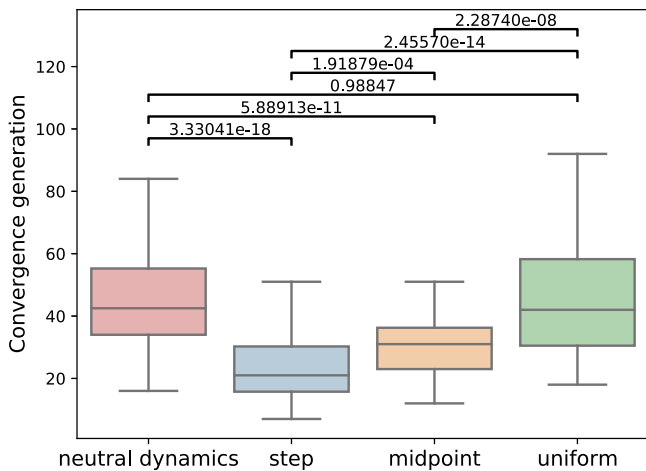 2.28740e-08
2.45570e-14
1.91879e-04
0.98847
5.88913e-11
3.33041e-18
120
100
80
60
40
20
Convergence generation
neutral dynamics step midpoint uniform